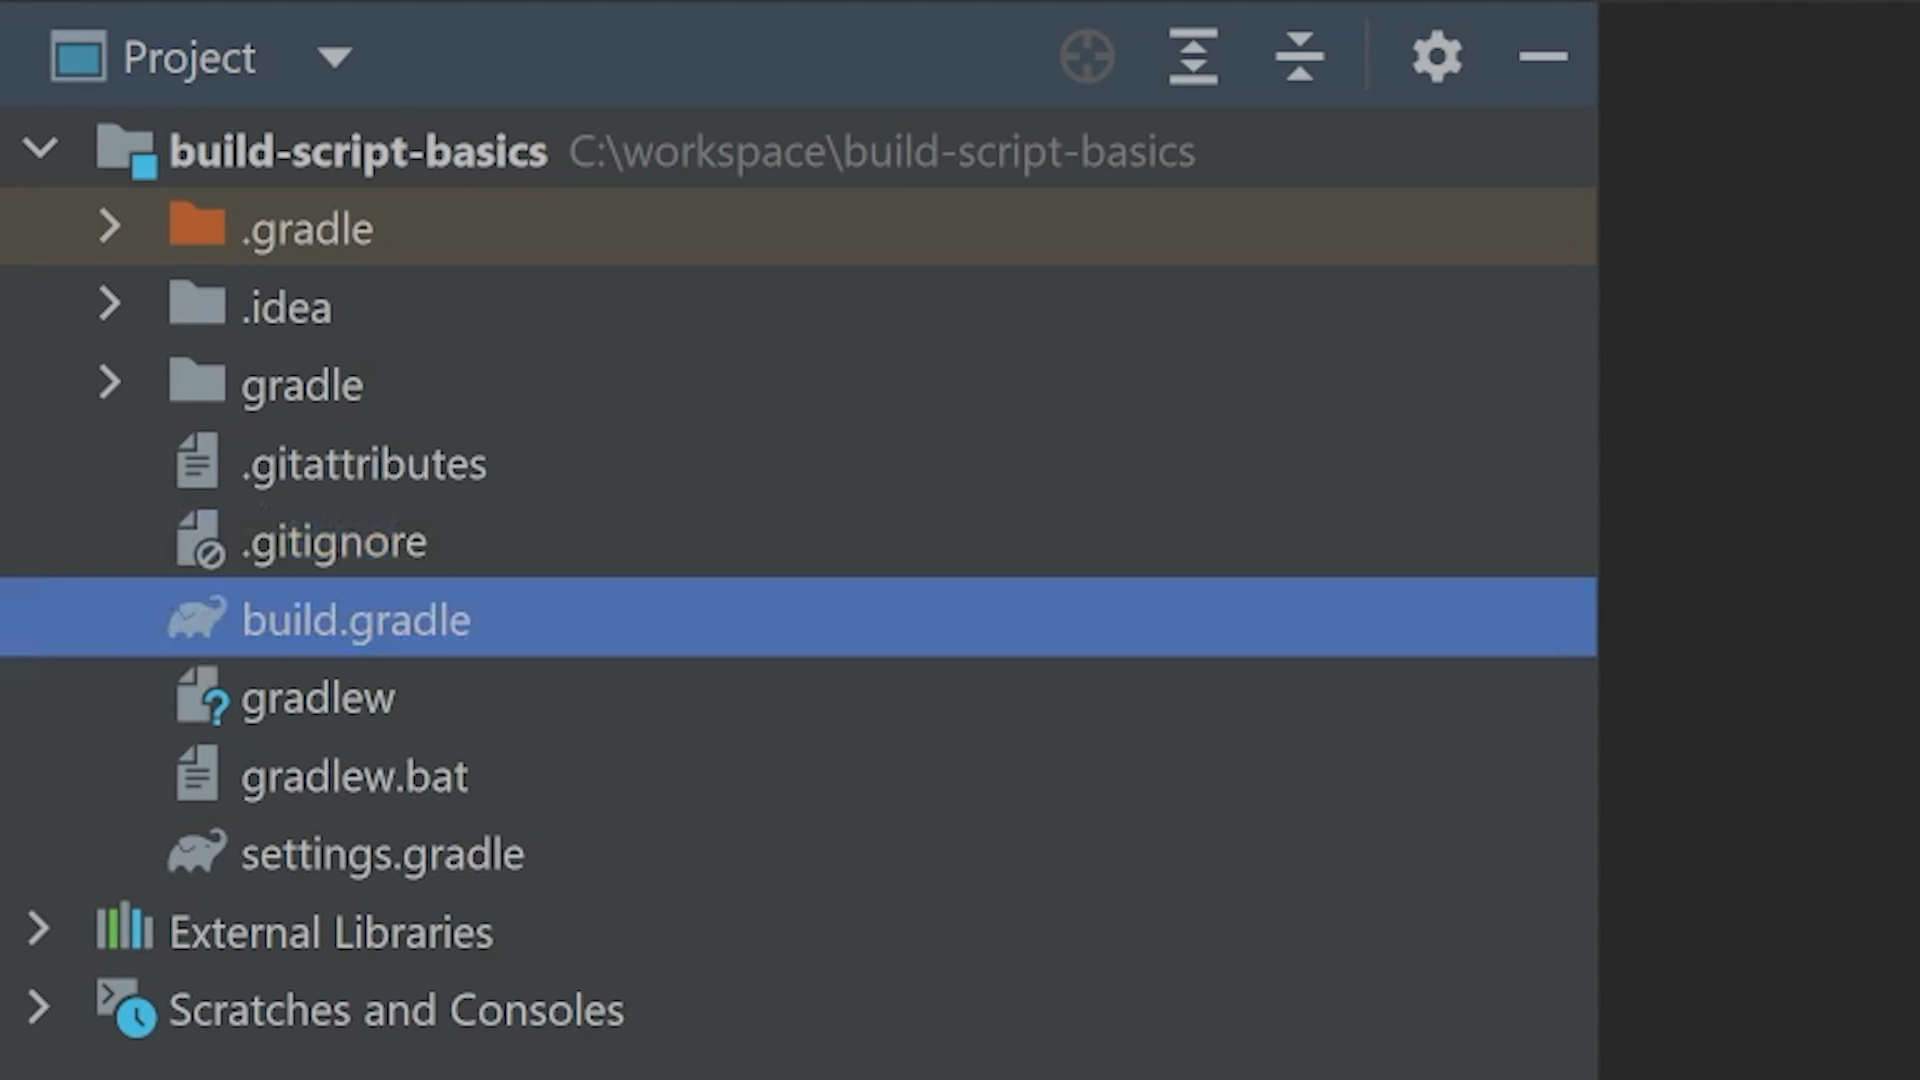 Project
build-script-basics C:\workspace\build-script-basics
.gradle
.idea
gradle
.gitattributes
.gitignore
build.gradle
gradlew
gradlew.bat
settings.gradle
External Libraries
Scratches and Consoles